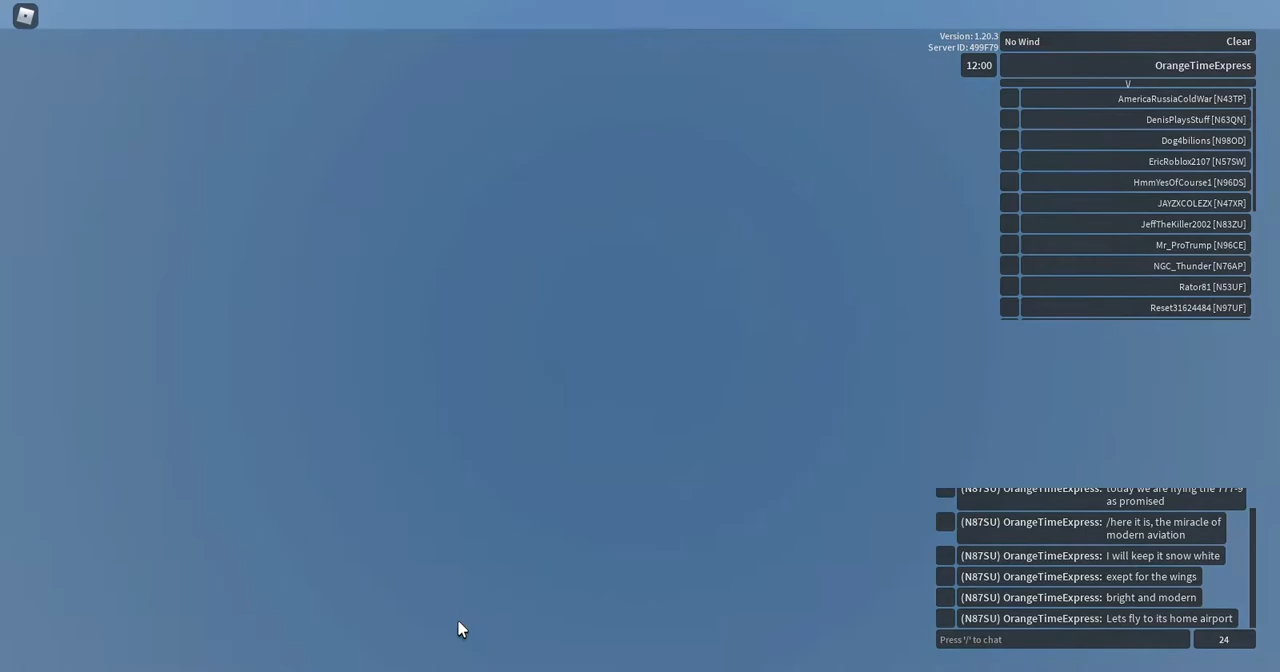 Version: 1.20.3
Server ID: 499F79
No Wind
Clear
12:00
OrangeTimeExpress
V
AmericaRussiaColdWar [N43TP]
DenisPlaysStuff [N63QN]
Dog4bilions [N98OD]
EricRoblox2107 [N57SW]
HmmYesOfCourse1 [N96DS]
JAYZXCOLEZX [N47XR]
JeffTheKiller2002 [N83ZU]
Mr_ProTrump [N96CE]
NGC_Thunder [N76AP]
Rator81 [N53UF]
Reset31624484 [N97UF]
(N87SU) OrangeTimeExpress: today we are flying the 777-9
as promised
(N87SU) OrangeTimeExpress: /here it is, the miracle of
modern aviation
(N87SU) OrangeTimeExpress: I will keep it snow white
(N87SU) OrangeTimeExpress: exept for the wings
(N87SU) OrangeTimeExpress: bright and modern
(N87SU) OrangeTimeExpress: Lets fly to its home airport
Press '/' to chat
24